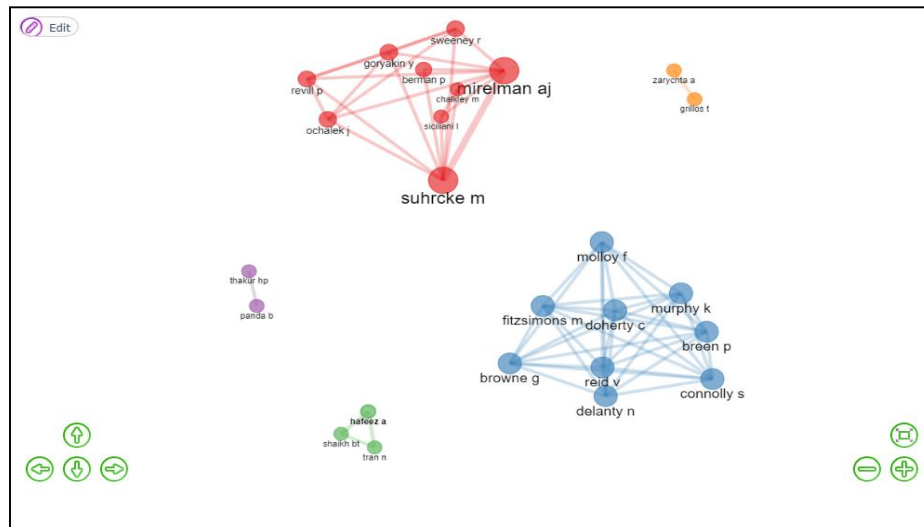 Edit
sweeney r
goryakin y
berman p
mirelman aj
revill p
chalkley m
siciliani l
ochalek j
suhrcke m
zarychta a
grillos t
thakur hp
panda b
molloy f
murphy k
fitzsimons m
doherty c
breen p
browne g
reid v
connolly s
delanty n
hafeez a
shaikh bt
tran n